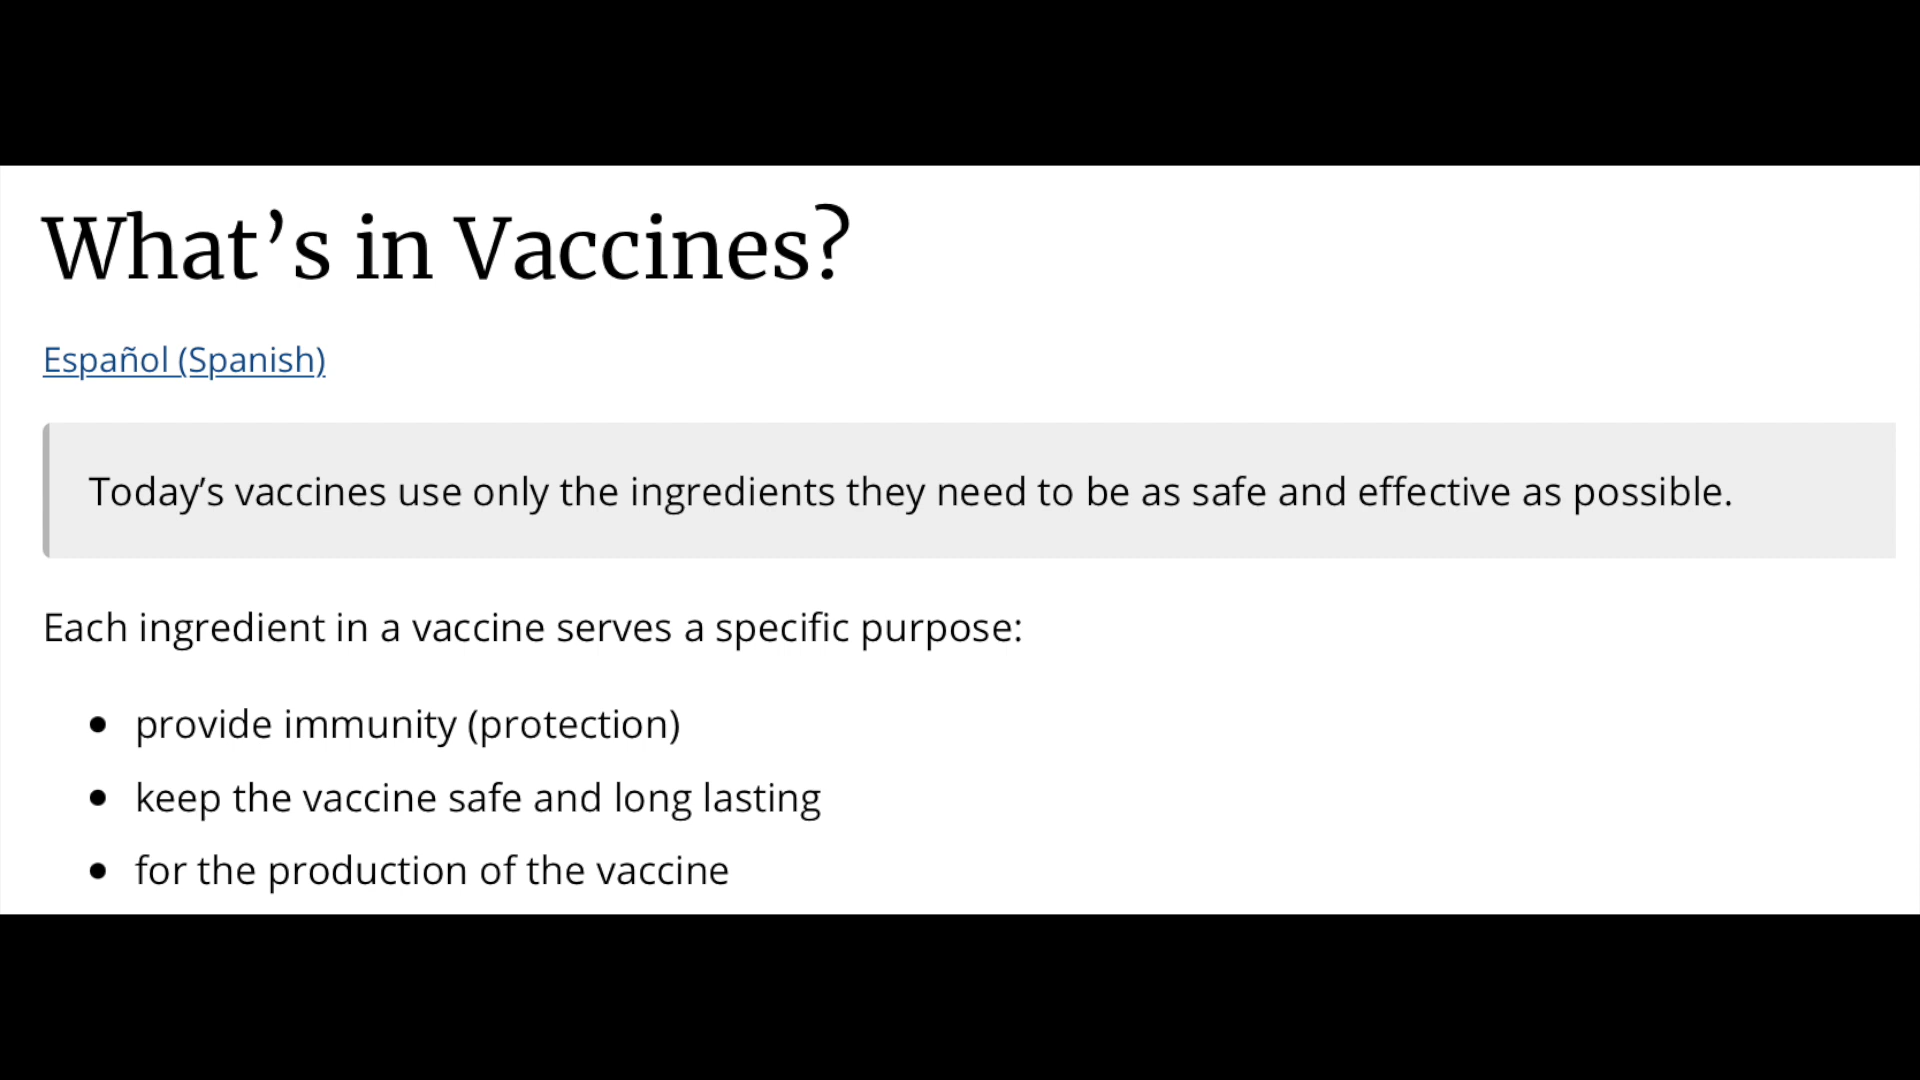 What’s in Vaccines?
Español (Spanish)
Today’s vaccines use only the ingredients they need to be as safe and effective as possible.
Each ingredient in a vaccine serves a specific purpose:
• provide immunity (protection)
• keep the vaccine safe and long lasting
• for the production of the vaccine